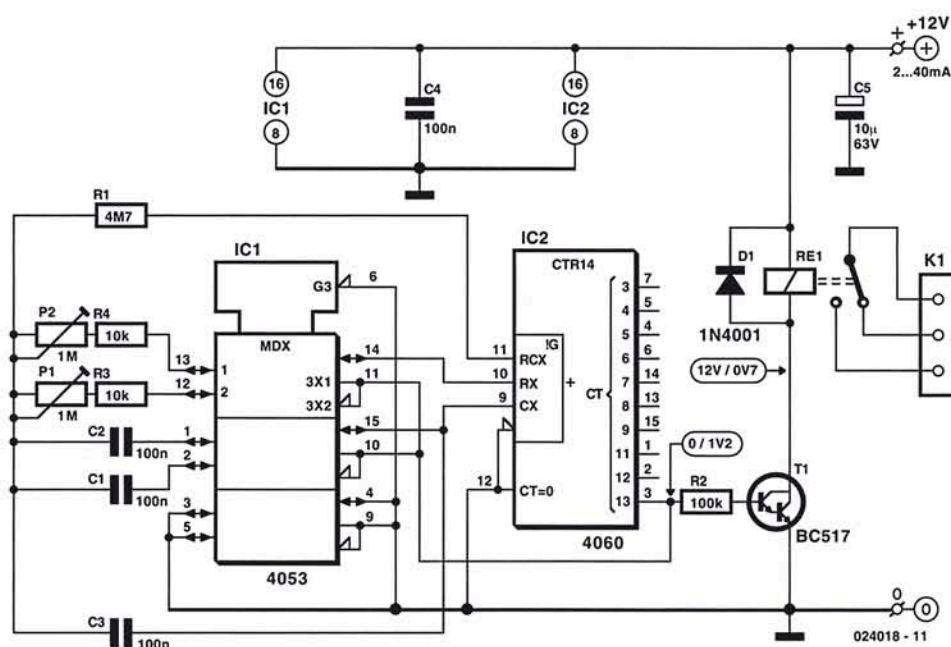 + +12V
+
2...40mA
16
IC1
8
C4
100n
16
IC2
8
C5
10µ
63V
R1
4M7
IC1
G3
6
MDX
P2
1M
R4
10k
13
1
P1
1M
R3
10k
12
2
14
3X1
11
3X2
15
10
C2
100n
1
C1
100n
2
3
5
4
9
4053
C3
100n
IC2
CTR14
!G
+
11
RCX
10
RX
9
CX
12
CT=0
CT
3
7
4
5
5
4
6
6
7
14
8
13
9
15
11
1
12
2
13
3
4060
D1
1N4001
RE1
K1
12V / 0V7
0 / 1V2
R2
100k
T1
BC517
0
0
024018 - 11